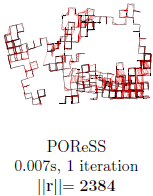 POReSS
0.007s, 1 iteration
||r||= 2384